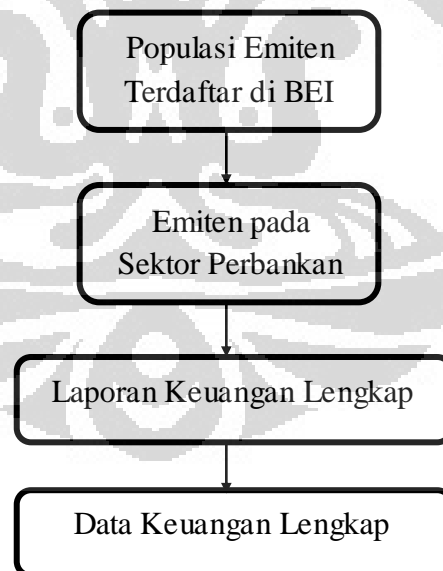 Populasi Emiten
Terdaftar di BEI
Emiten pada
Sektor Perbankan
Laporan Keuangan Lengkap
Data Keuangan Lengkap